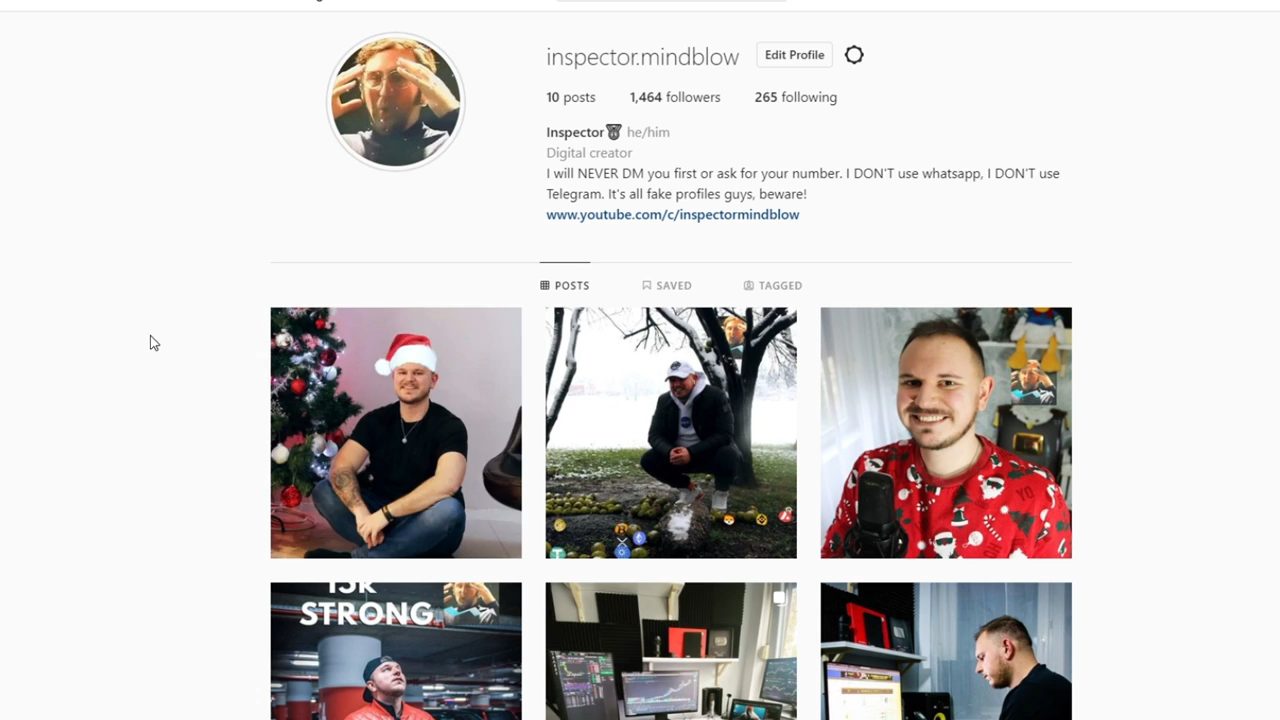 inspector.mindblow Edit Profile
10 posts 1,464 followers 265 following
Inspector he/him
Digital creator
I will NEVER DM you first or ask for your number. I DON'T use whatsapp, I DON'T use
Telegram. It's all fake profiles guys, beware!
www.youtube.com/c/inspectormindblow
POSTS SAVED TAGGED
YO
15K
STRONG